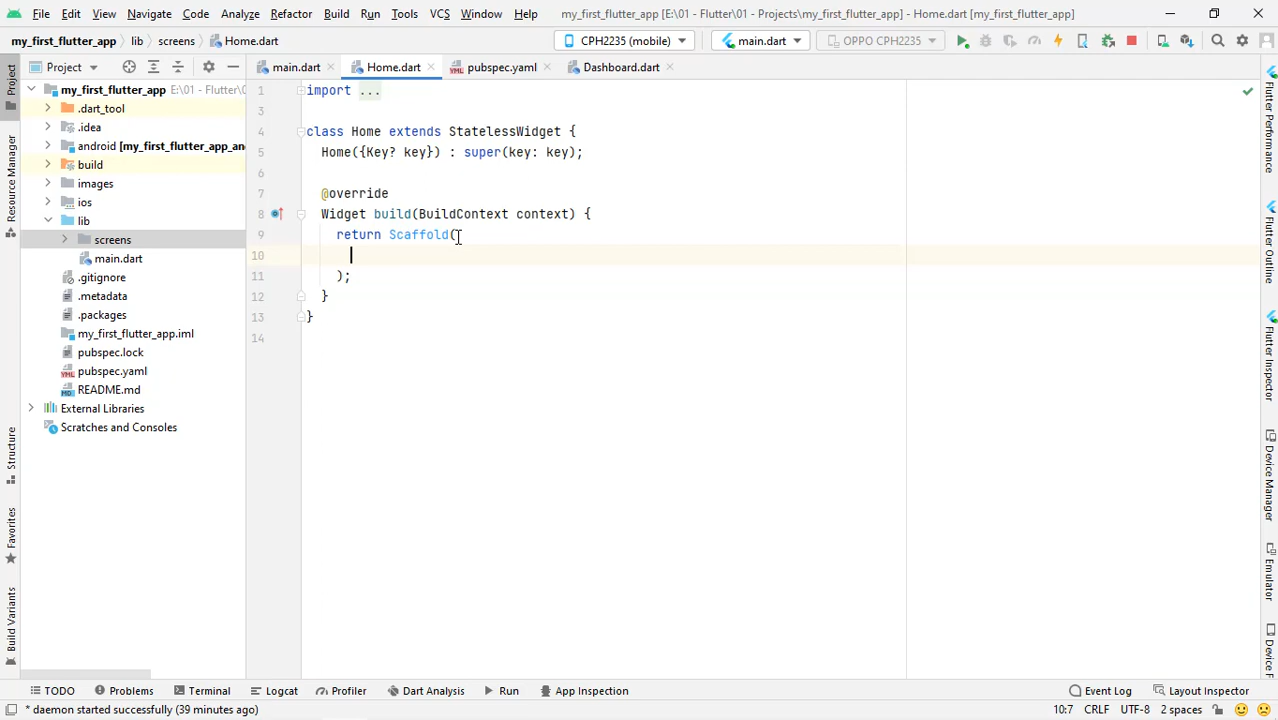 File Edit View Navigate Code Analyze Refactor Build Run Tools VCS Window Help my_first_flutter_app [E:\01 - Flutter\01 - Projects\my_first_flutter_app] - Home.dart [my_first_flutter_app]
my_first_flutter_app lib screens Home.dart CPH2235 (mobile) main.dart OPPO CPH2235
Project main.dart Home.dart pubspec.yaml Dashboard.dart
my_first_flutter_app E:\01 - Flutter\
.dart_tool
.idea
android [my_first_flutter_app_an
build
images
ios
lib
screens
main.dart
.gitignore
.metadata
.packages
my_first_flutter_app.iml
pubspec.lock
pubspec.yaml
README.md
External Libraries
Scratches and Consoles
1 import ...
3
4 class Home extends StatelessWidget {
5 Home({Key? key}) : super(key: key);
6
7 @override
8 Widget build(BuildContext context) {
9 return Scaffold(
10
11 );
12 }
13 }
14
Project
Resource Manager
Structure
Favorites
Build Variants
Flutter Performance
Flutter Outline
Flutter Inspector
Device Manager
Emulator
TODO Problems Terminal Logcat Profiler Dart Analysis Run App Inspection Event Log Layout Inspector
* daemon started successfully (39 minutes ago) 10:7 CRLF UTF-8 2 spaces